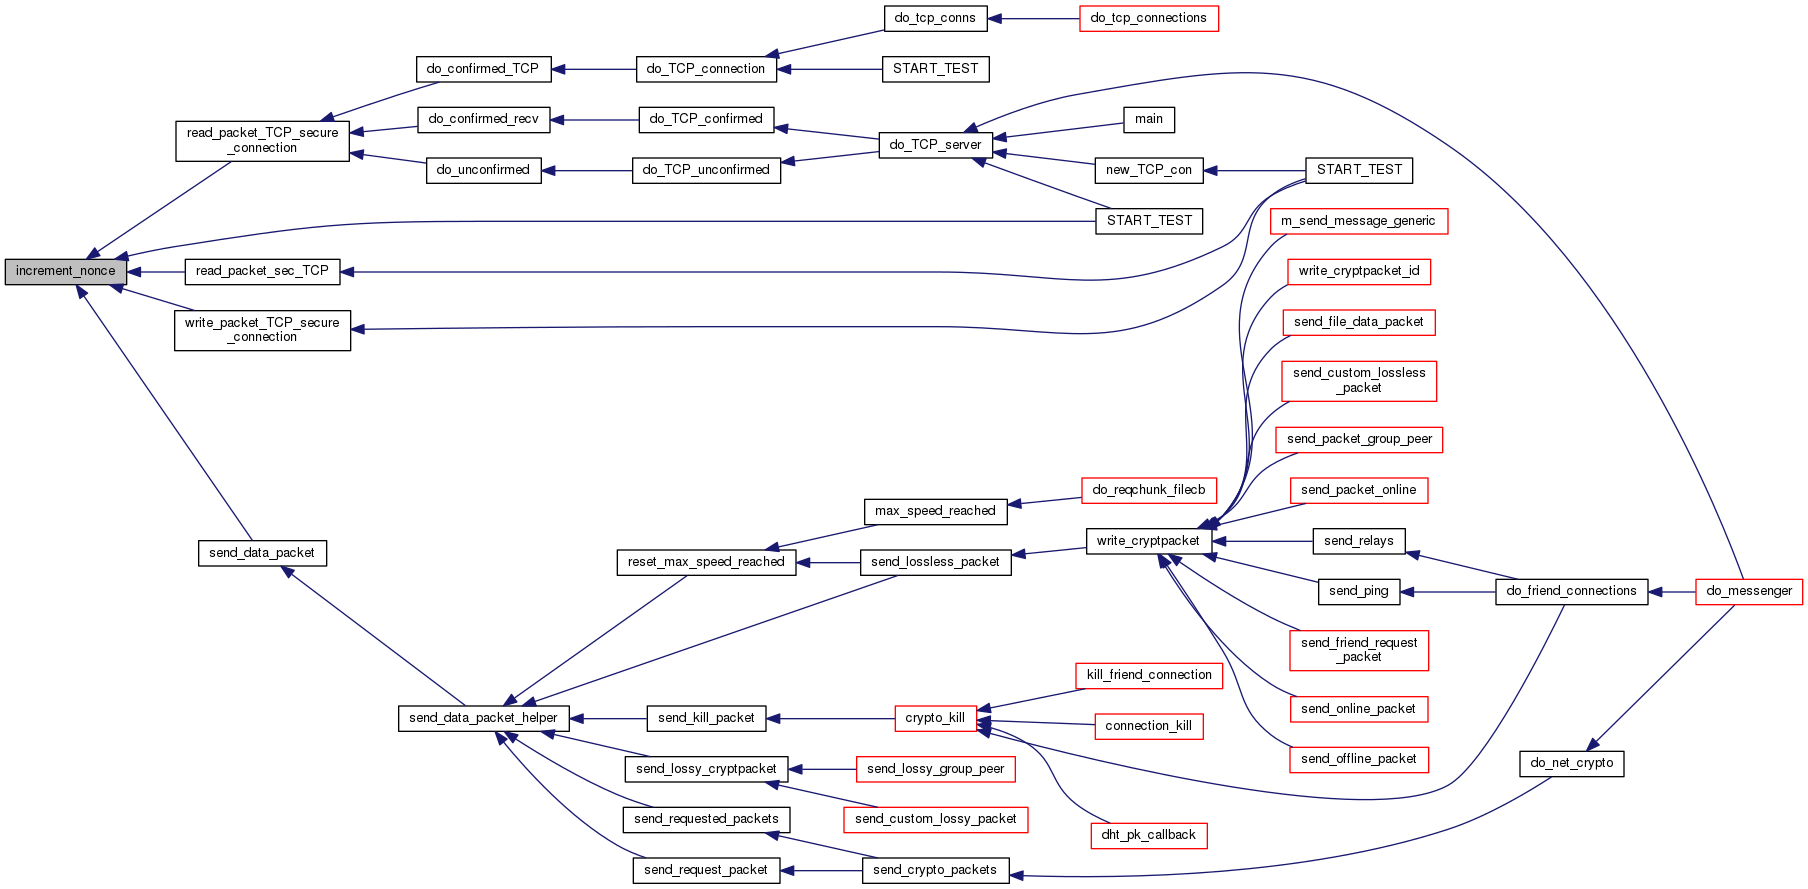 do_tcp_conns
do_tcp_connections
do_confirmed_TCP
do_TCP_connection
START_TEST
read_packet_TCP_secure
_connection
do_confirmed_recv
do_TCP_confirmed
main
do_TCP_server
do_unconfirmed
do_TCP_unconfirmed
new_TCP_con
START_TEST
START_TEST
m_send_message_generic
increment_nonce
read_packet_sec_TCP
write_cryptpacket_id
write_packet_TCP_secure
_connection
send_file_data_packet
send_custom_lossless
_packet
send_packet_group_peer
do_reqchunk_filecb
send_packet_online
max_speed_reached
write_cryptpacket
send_relays
send_data_packet
reset_max_speed_reached
send_lossless_packet
send_ping
do_friend_connections
do_messenger
send_friend_request
_packet
kill_friend_connection
send_online_packet
send_data_packet_helper
send_kill_packet
crypto_kill
connection_kill
send_offline_packet
do_net_crypto
send_lossy_cryptpacket
send_lossy_group_peer
send_requested_packets
send_custom_lossy_packet
dht_pk_callback
send_request_packet
send_crypto_packets